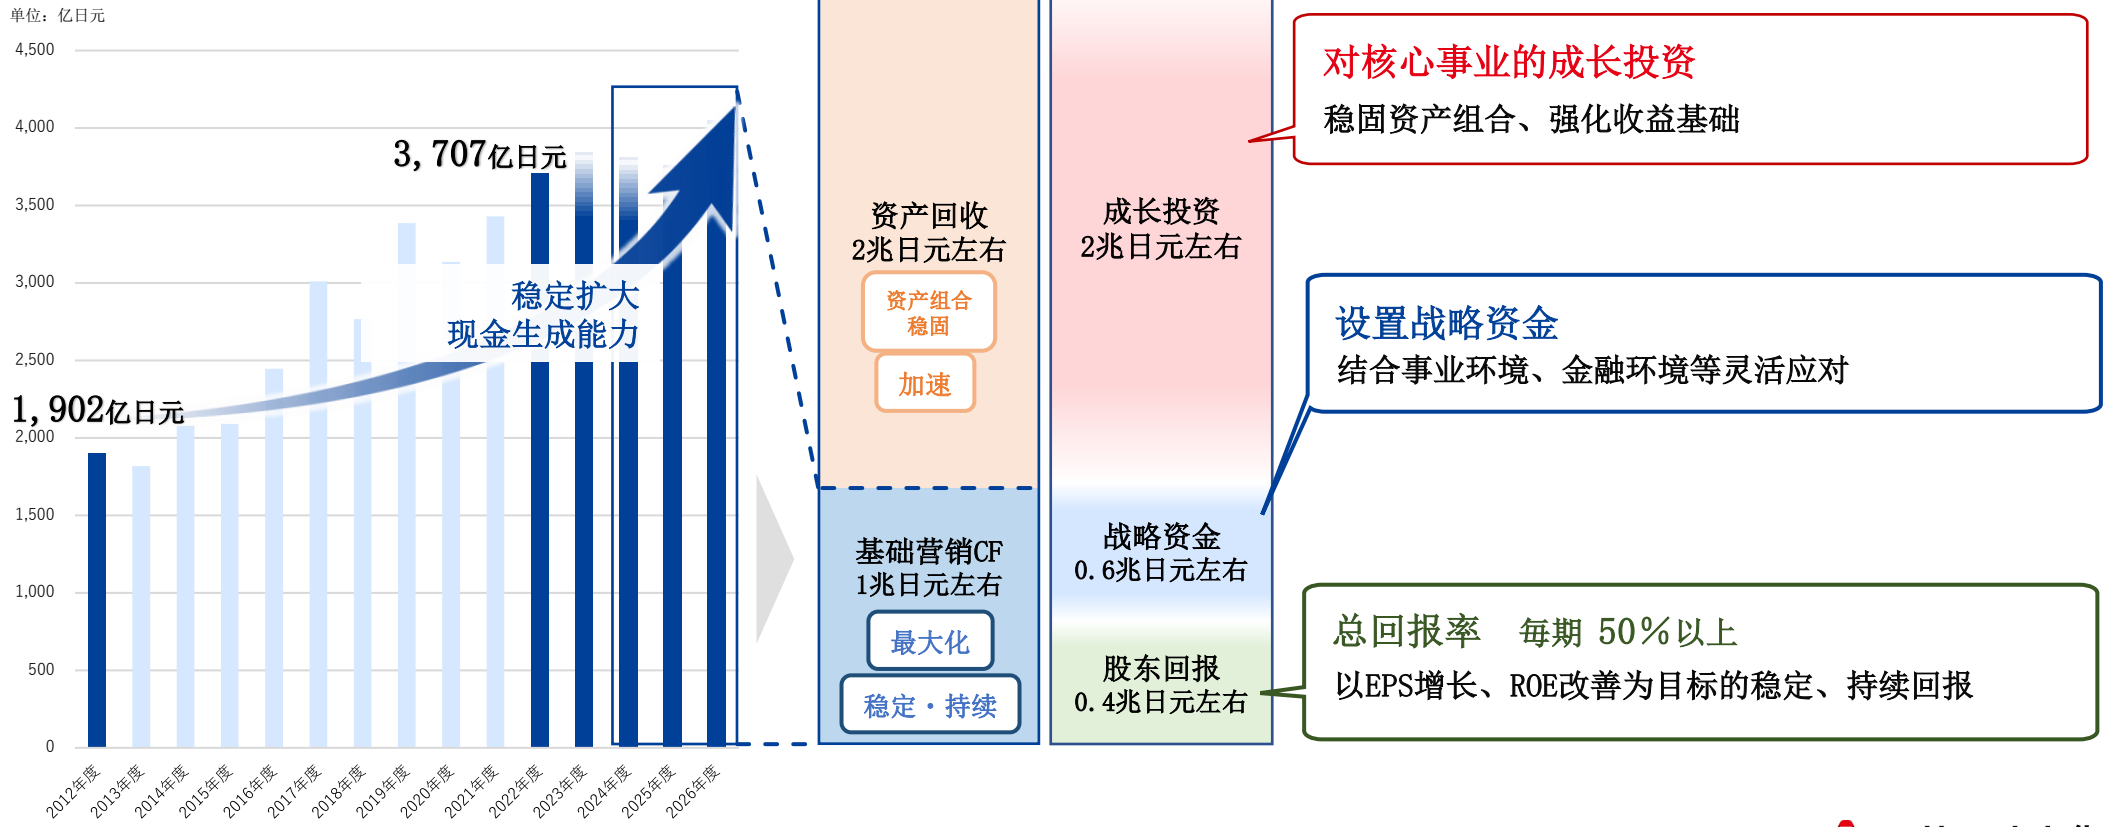 单位：亿日元
4,500
4,000
3,500
3,000
2,500
2,000
1,500
1,000
500
0
3,707亿日元
1,902亿日元
稳定扩大
现金生成能力
2012年度
2013年度
2014年度
2015年度
2016年度
2017年度
2018年度
2019年度
2020年度
2021年度
2022年度
2023年度
2024年度
2025年度
2026年度
资产回收
2兆日元左右
资产组合
稳固
加速
基础营销CF
1兆日元左右
最大化
稳定・持续
成长投资
2兆日元左右
战略资金
0.6兆日元左右
股东回报
0.4兆日元左右
对核心事业的成长投资
稳固资产组合、强化收益基础
设置战略资金
结合事业环境、金融环境等灵活应对
总回报率 每期 50%以上
以EPS增长、ROE改善为目标的稳定、持续回报